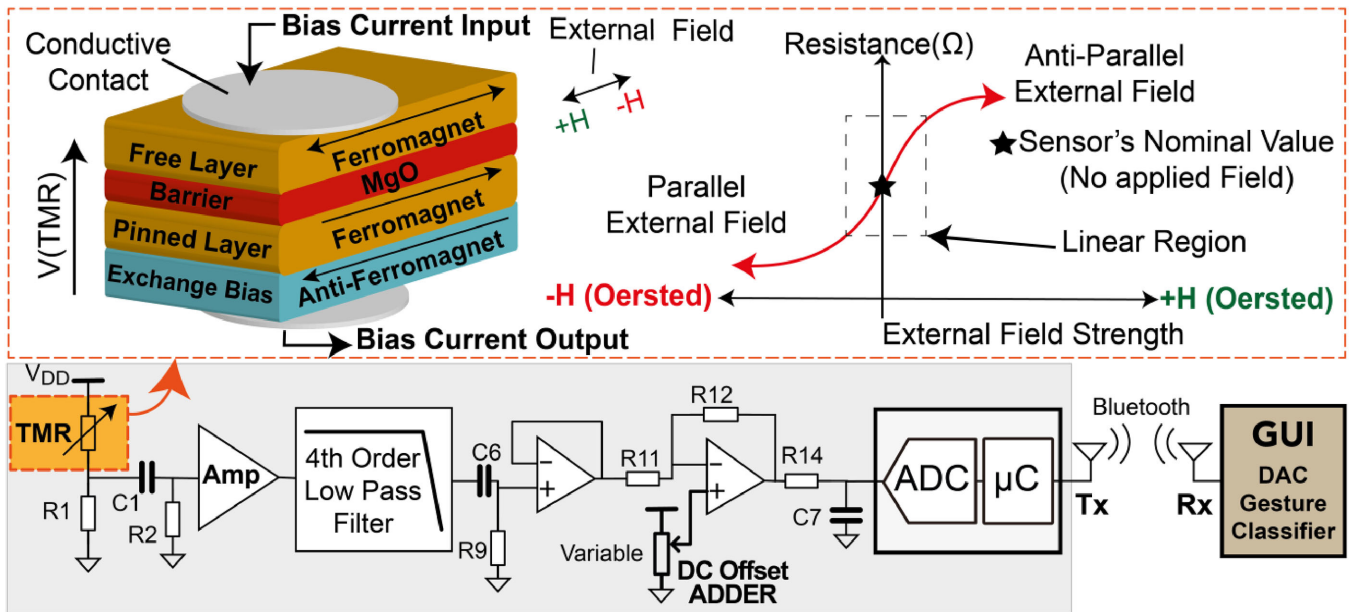 Bias Current Input
Conductive
Contact
External Field
+H
-H
V(TMR)
Free Layer
Barrier
Pinned Layer
Exchange Bias
Ferromagnet
MgO
Ferromagnet
Anti-Ferromagnet
Bias Current Output
Resistance(Ω)
Anti-Parallel
External Field
Sensor's Nominal Value
(No applied Field)
Parallel
External Field
Linear Region
-H (Oersted)
+H (Oersted)
External Field Strength
VDD
TMR
R1
C1
R2
Amp
4th Order
Low Pass
Filter
C6
R9
-
+
R11
R12
-
+
Variable
DC Offset
ADDER
R14
C7
ADC
µC
Tx
Bluetooth
Rx
GUI
DAC
Gesture
Classifier